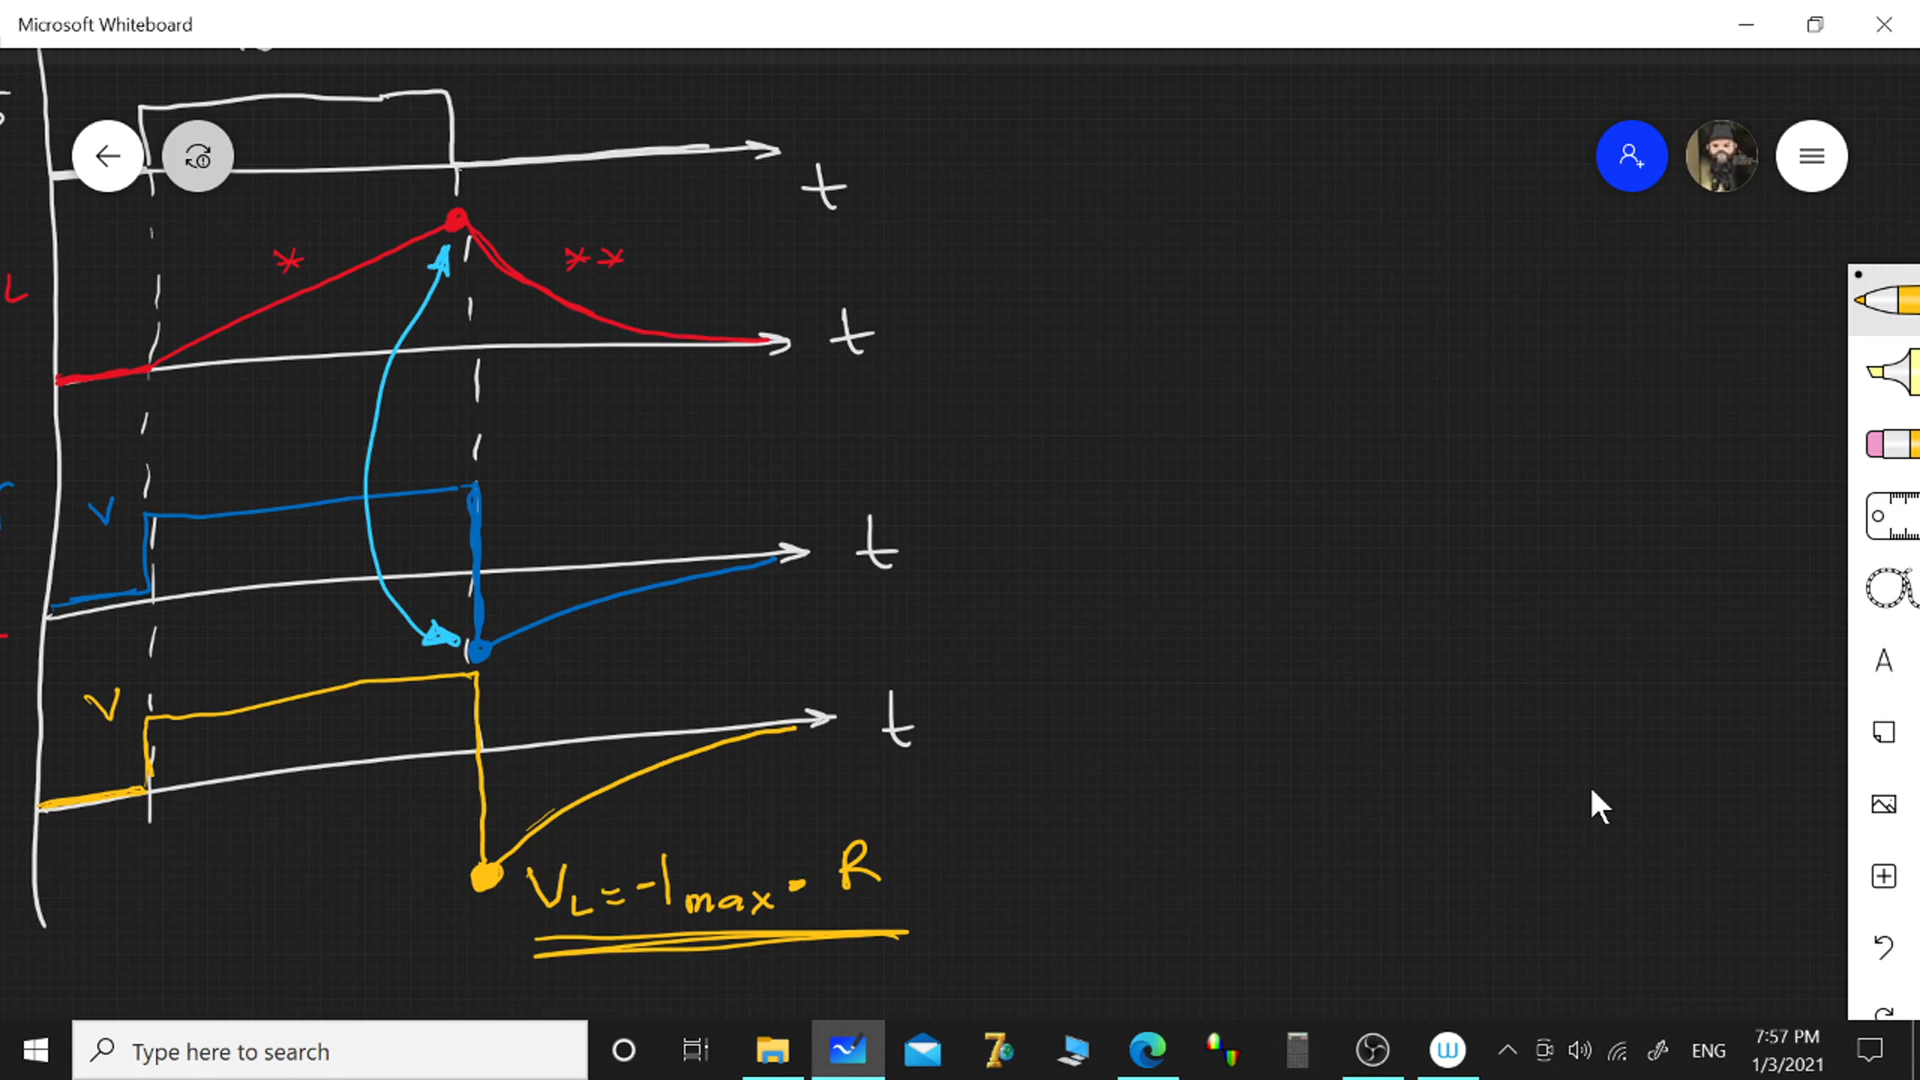 Microsoft Whiteboard
t
* **
L
t
V
t
V
t
V_L = -I_max · R
A
Type here to search
ENG
7:57 PM
1/3/2021